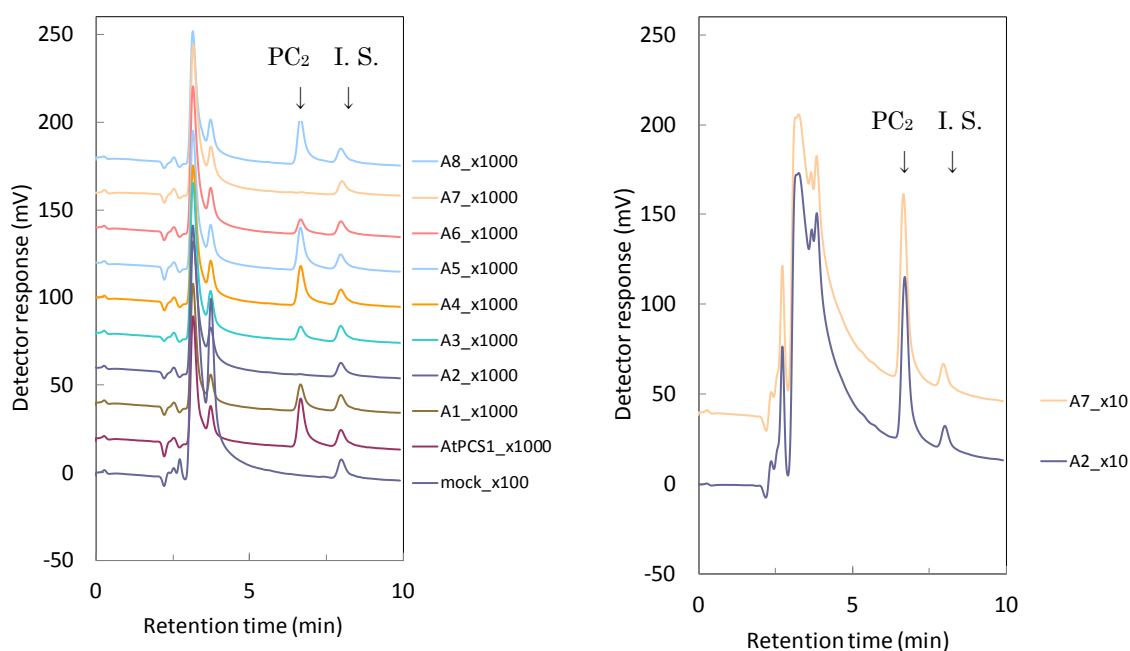 250
200
150
100
50
0
-50
Detector response (mV)
PC₂ I. S.
↓ ↓
A8_x1000
A7_x1000
A6_x1000
A5_x1000
A4_x1000
A3_x1000
A2_x1000
A1_x1000
AtPCS1_x1000
mock_x100
0 5 10
Retention time (min)
250
200
150
100
50
0
-50
Detector response (mV)
PC₂ I. S.
↓ ↓
A7_x10
A2_x10
0 5 10
Retention time (min)